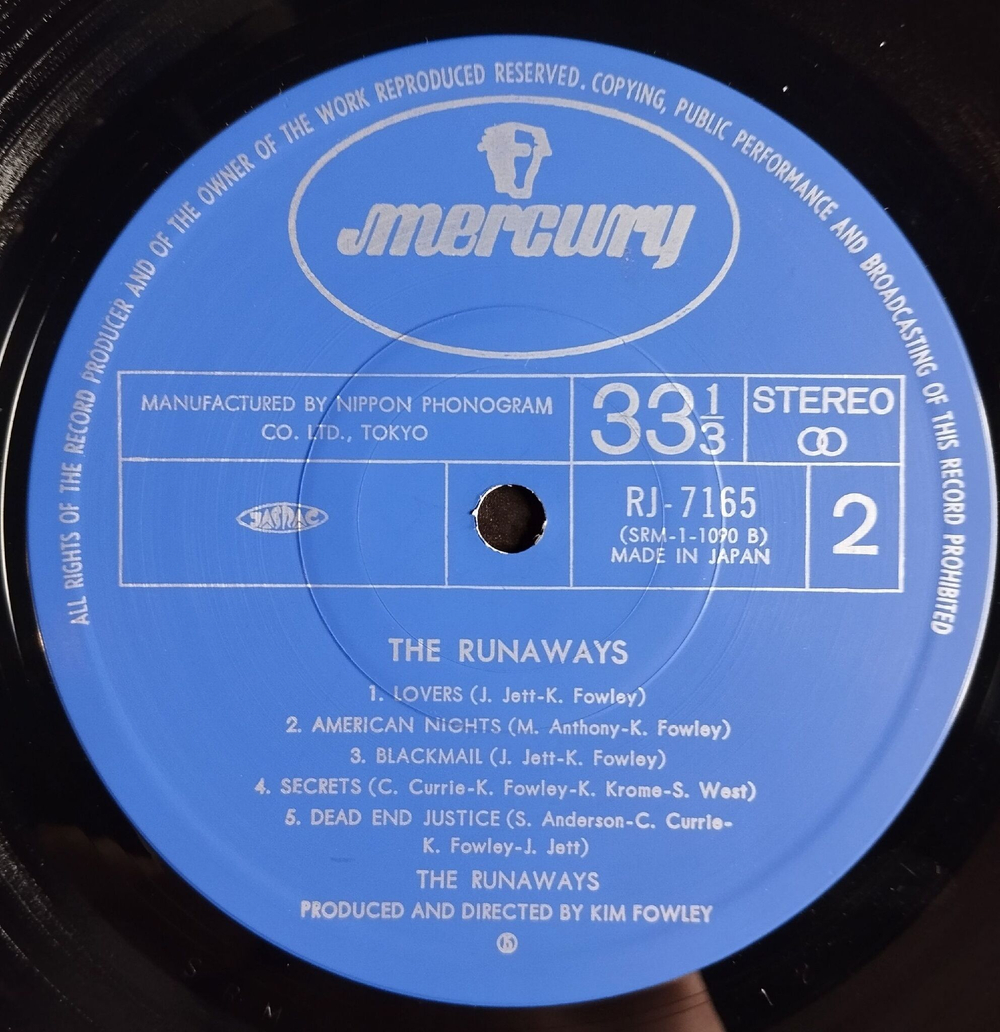 ALL RIGHTS OF THE RECORD PRODUCER AND OF THE OWNER OF THE WORK REPRODUCED RESERVED. COPYING, PUBLIC PERFORMANCE AND BROADCASTING OF THIS RECORD PROHIBITED
mercury
MANUFACTURED BY NIPPON PHONOGRAM
CO. LTD., TOKYO
33 1/3
STEREO
JASRAC
RJ-7165
(SRM-1-1090 B)
MADE IN JAPAN
2
THE RUNAWAYS
1. LOVERS (J. Jett-K. Fowley)
2. AMERICAN NIGHTS (M. Anthony-K. Fowley)
3. BLACKMAIL (J. Jett-K. Fowley)
4. SECRETS (C. Currie-K. Fowley-K. Krome-S. West)
5. DEAD END JUSTICE (S. Anderson-C. Currie-
K. Fowley-J. Jett)
THE RUNAWAYS
PRODUCED AND DIRECTED BY KIM FOWLEY